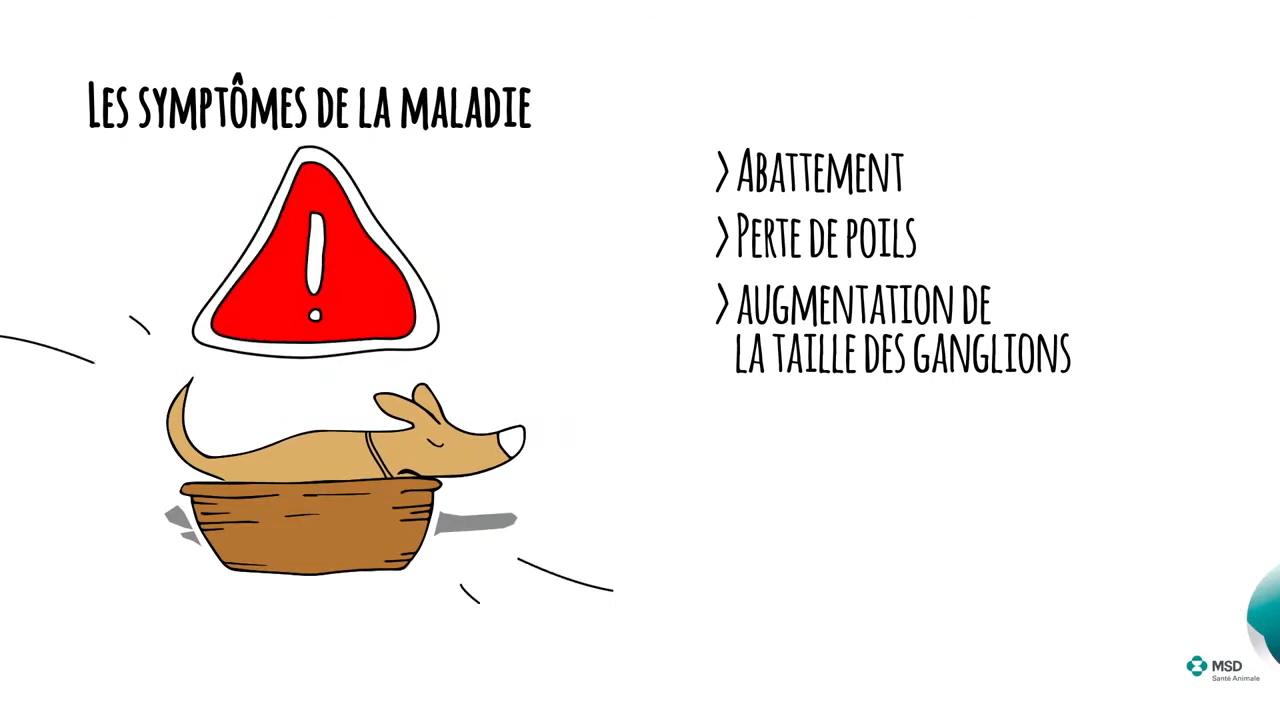 Les symptômes de la maladie
> Abattement
> Perte de poils
> augmentation de
la taille des ganglions
MSD
Santé Animale